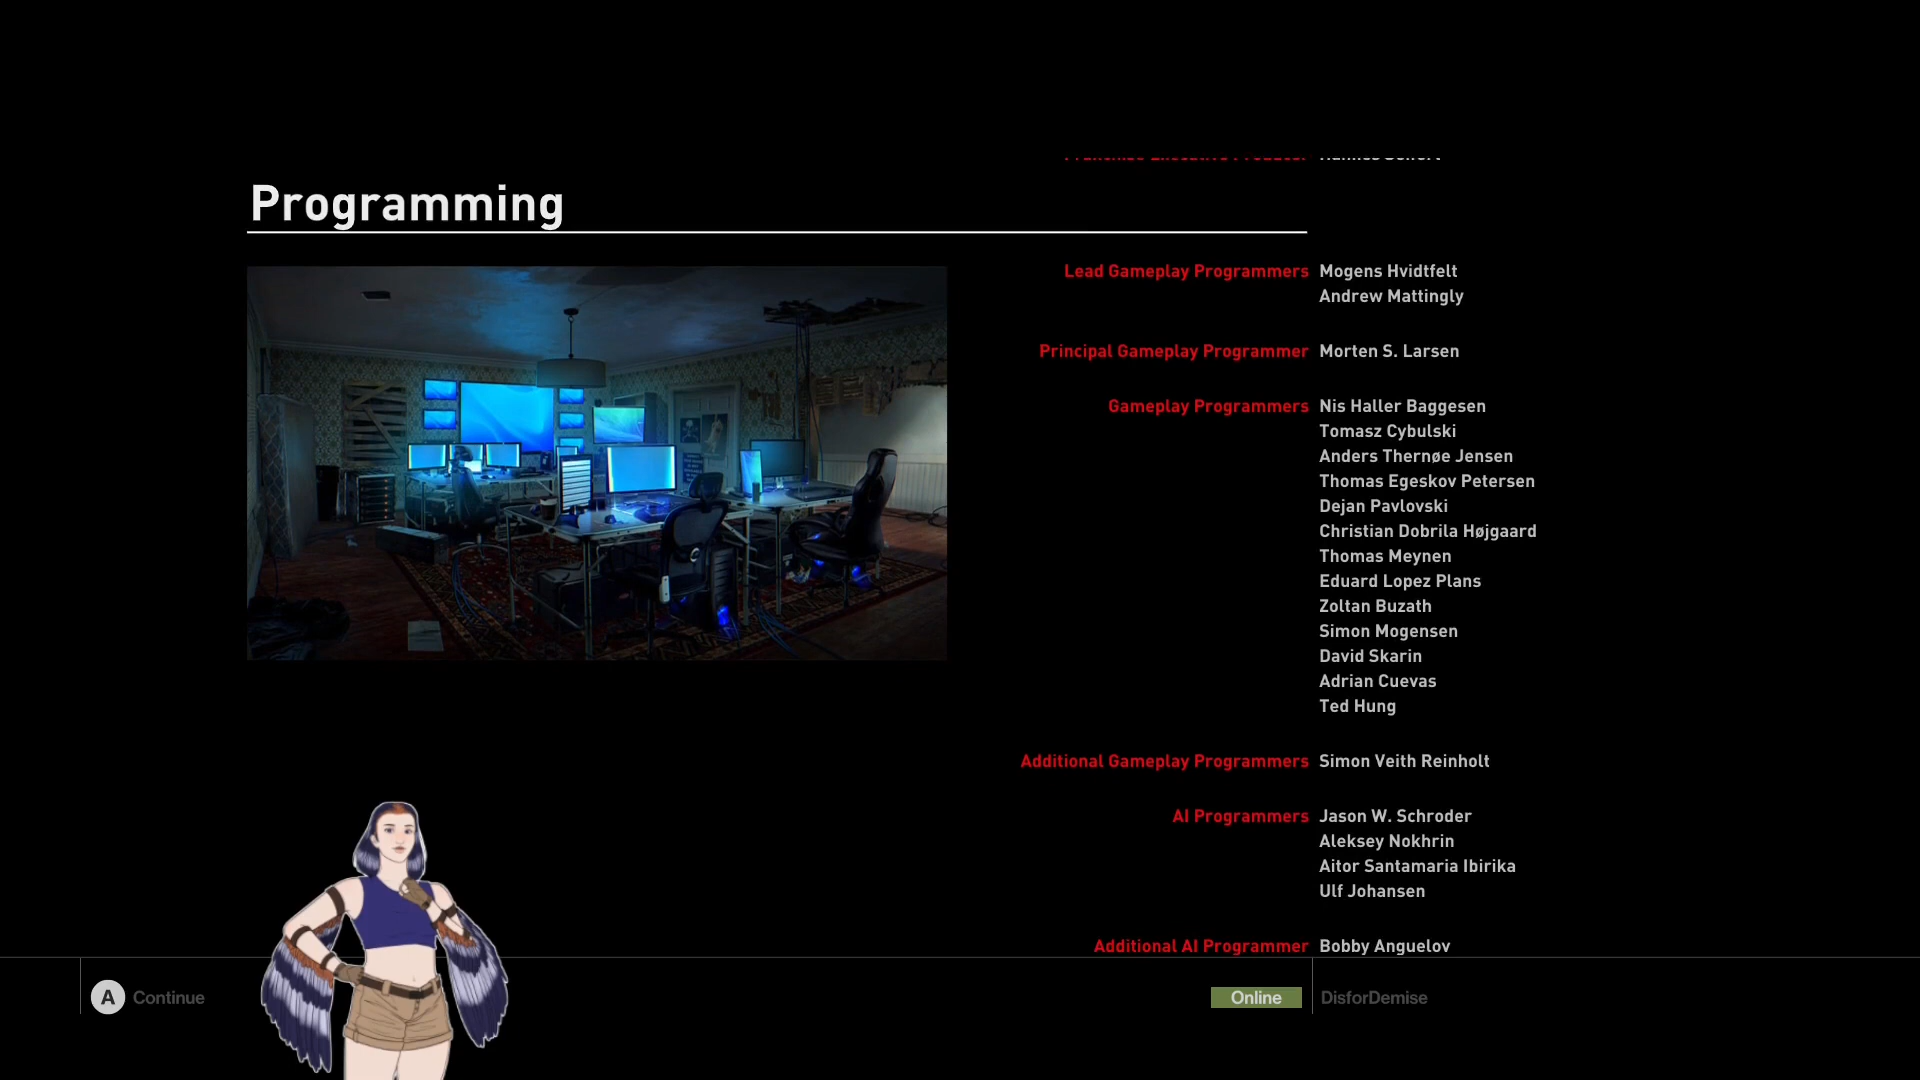 Programming
Lead Gameplay Programmers Mogens Hvidtfelt
Andrew Mattingly
Principal Gameplay Programmer Morten S. Larsen
Gameplay Programmers Nis Haller Baggesen
Tomasz Cybulski
Anders Thernøe Jensen
Thomas Egeskov Petersen
Dejan Pavlovski
Christian Dobrila Højgaard
Thomas Meynen
Eduard Lopez Plans
Zoltan Buzath
Simon Mogensen
David Skarin
Adrian Cuevas
Ted Hung
Additional Gameplay Programmers Simon Veith Reinholt
AI Programmers Jason W. Schroder
Aleksey Nokhrin
Aitor Santamaria Ibirika
Ulf Johansen
Additional AI Programmer Bobby Anguelov
A Continue
Online DisforDemise